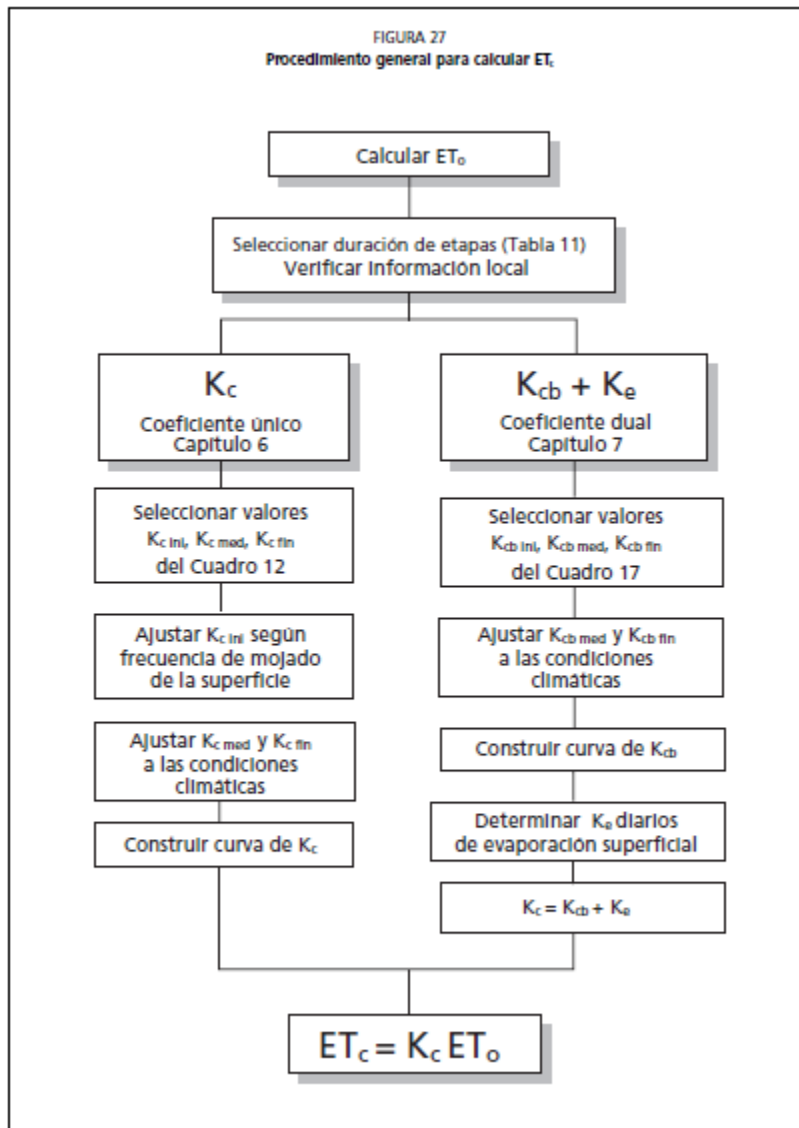 FIGURA 27
Procedimiento general para calcular ETc
Calcular ETo
Seleccionar duración de etapas (Tabla 11)
Verificar información local
Kc
Coeficiente único
Capítulo 6
Seleccionar valores
Kc ini, Kc med, Kc fin
del Cuadro 12
Ajustar Kc ini según
frecuencia de mojado
de la superficie
Ajustar Kc med y Kc fin
a las condiciones
climáticas
Construir curva de Kc
Kcb + Ke
Coeficiente dual
Capítulo 7
Seleccionar valores
Kcb ini, Kcb med, Kcb fin
del Cuadro 17
Ajustar Kcb med y Kcb fin
a las condiciones
climáticas
Construir curva de Kcb
Determinar Ke diarios
de evaporación superficial
Kc = Kcb + Ke
ETc = Kc ETo